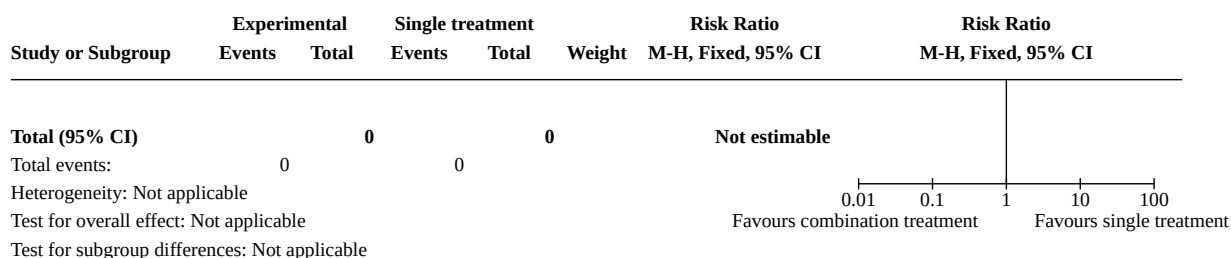 Experimental Single treatment Risk Ratio Risk Ratio
Study or Subgroup Events Total Events Total Weight M-H, Fixed, 95% CI M-H, Fixed, 95% CI
Total (95% CI) 0 0 Not estimable
Total events: 0 0
Heterogeneity: Not applicable
0.01 0.1 1 10 100
Test for overall effect: Not applicable Favours combination treatment Favours single treatment
Test for subgroup differences: Not applicable